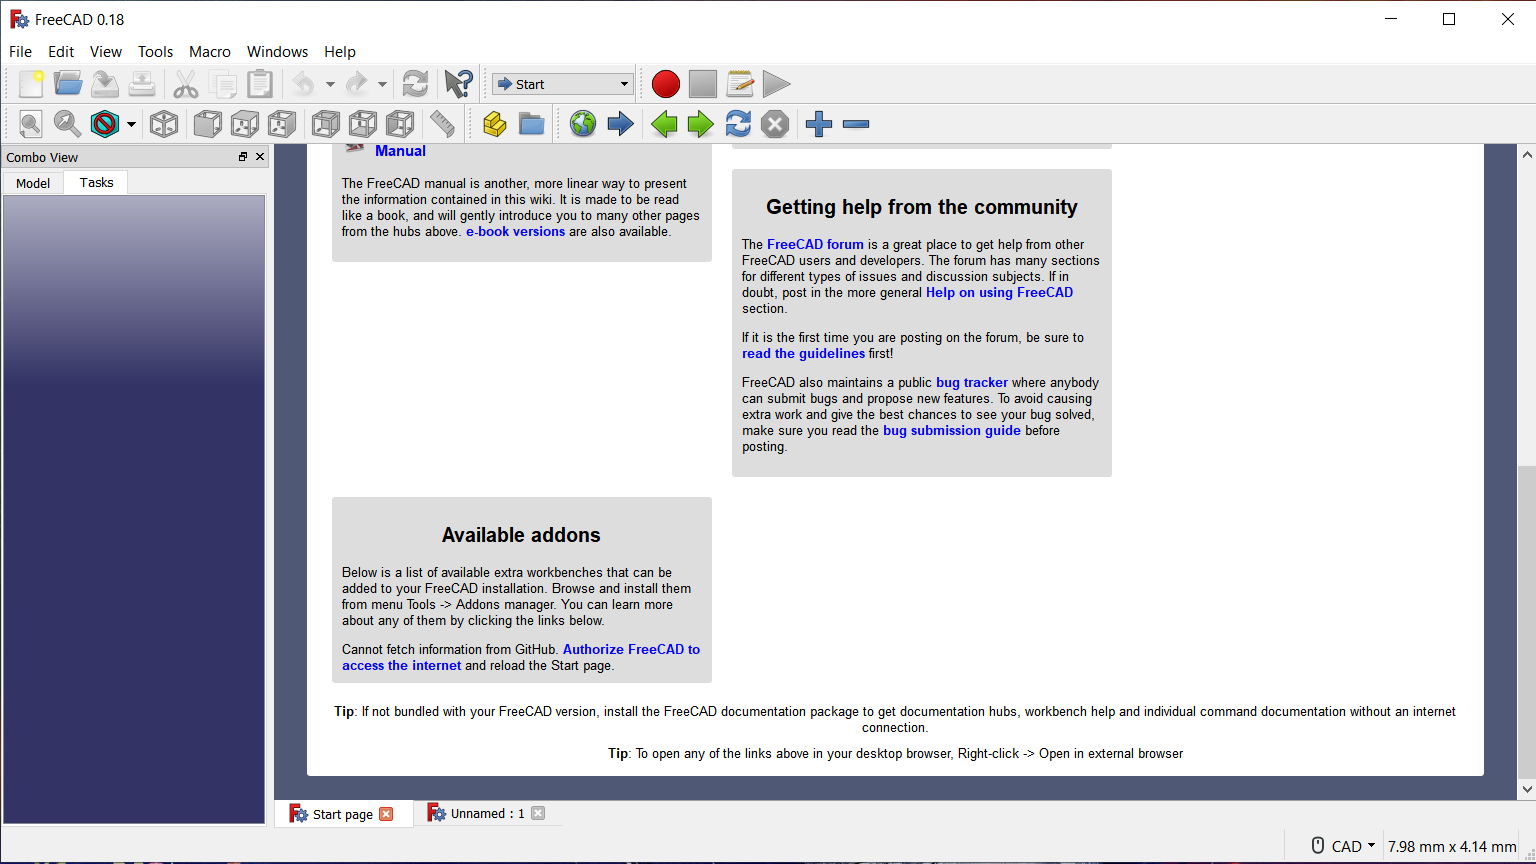 FreeCAD 0.18
File Edit View Tools Macro Windows Help
Start
Combo View
Model Tasks
Manual
The FreeCAD manual is another, more linear way to present
the information contained in this wiki. It is made to be read
like a book, and will gently introduce you to many other pages
from the hubs above. e-book versions are also available.
Getting help from the community
The FreeCAD forum is a great place to get help from other
FreeCAD users and developers. The forum has many sections
for different types of issues and discussion subjects. If in
doubt, post in the more general Help on using FreeCAD
section.
If it is the first time you are posting on the forum, be sure to
read the guidelines first!
FreeCAD also maintains a public bug tracker where anybody
can submit bugs and propose new features. To avoid causing
extra work and give the best chances to see your bug solved,
make sure you read the bug submission guide before
posting.
Available addons
Below is a list of available extra workbenches that can be
added to your FreeCAD installation. Browse and install them
from menu Tools -> Addons manager. You can learn more
about any of them by clicking the links below.
Cannot fetch information from GitHub. Authorize FreeCAD to
access the internet and reload the Start page.
Tip: If not bundled with your FreeCAD version, install the FreeCAD documentation package to get documentation hubs, workbench help and individual command documentation without an internet
connection.
Tip: To open any of the links above in your desktop browser, Right-click -> Open in external browser
Start page Unnamed : 1
CAD 7.98 mm x 4.14 mm